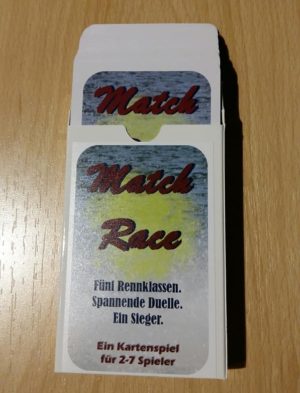 Match
Match
Race
Fünf Rennklassen.
Spannende Duelle.
Ein Sieger.
Ein Kartenspiel
für 2-7 Spieler